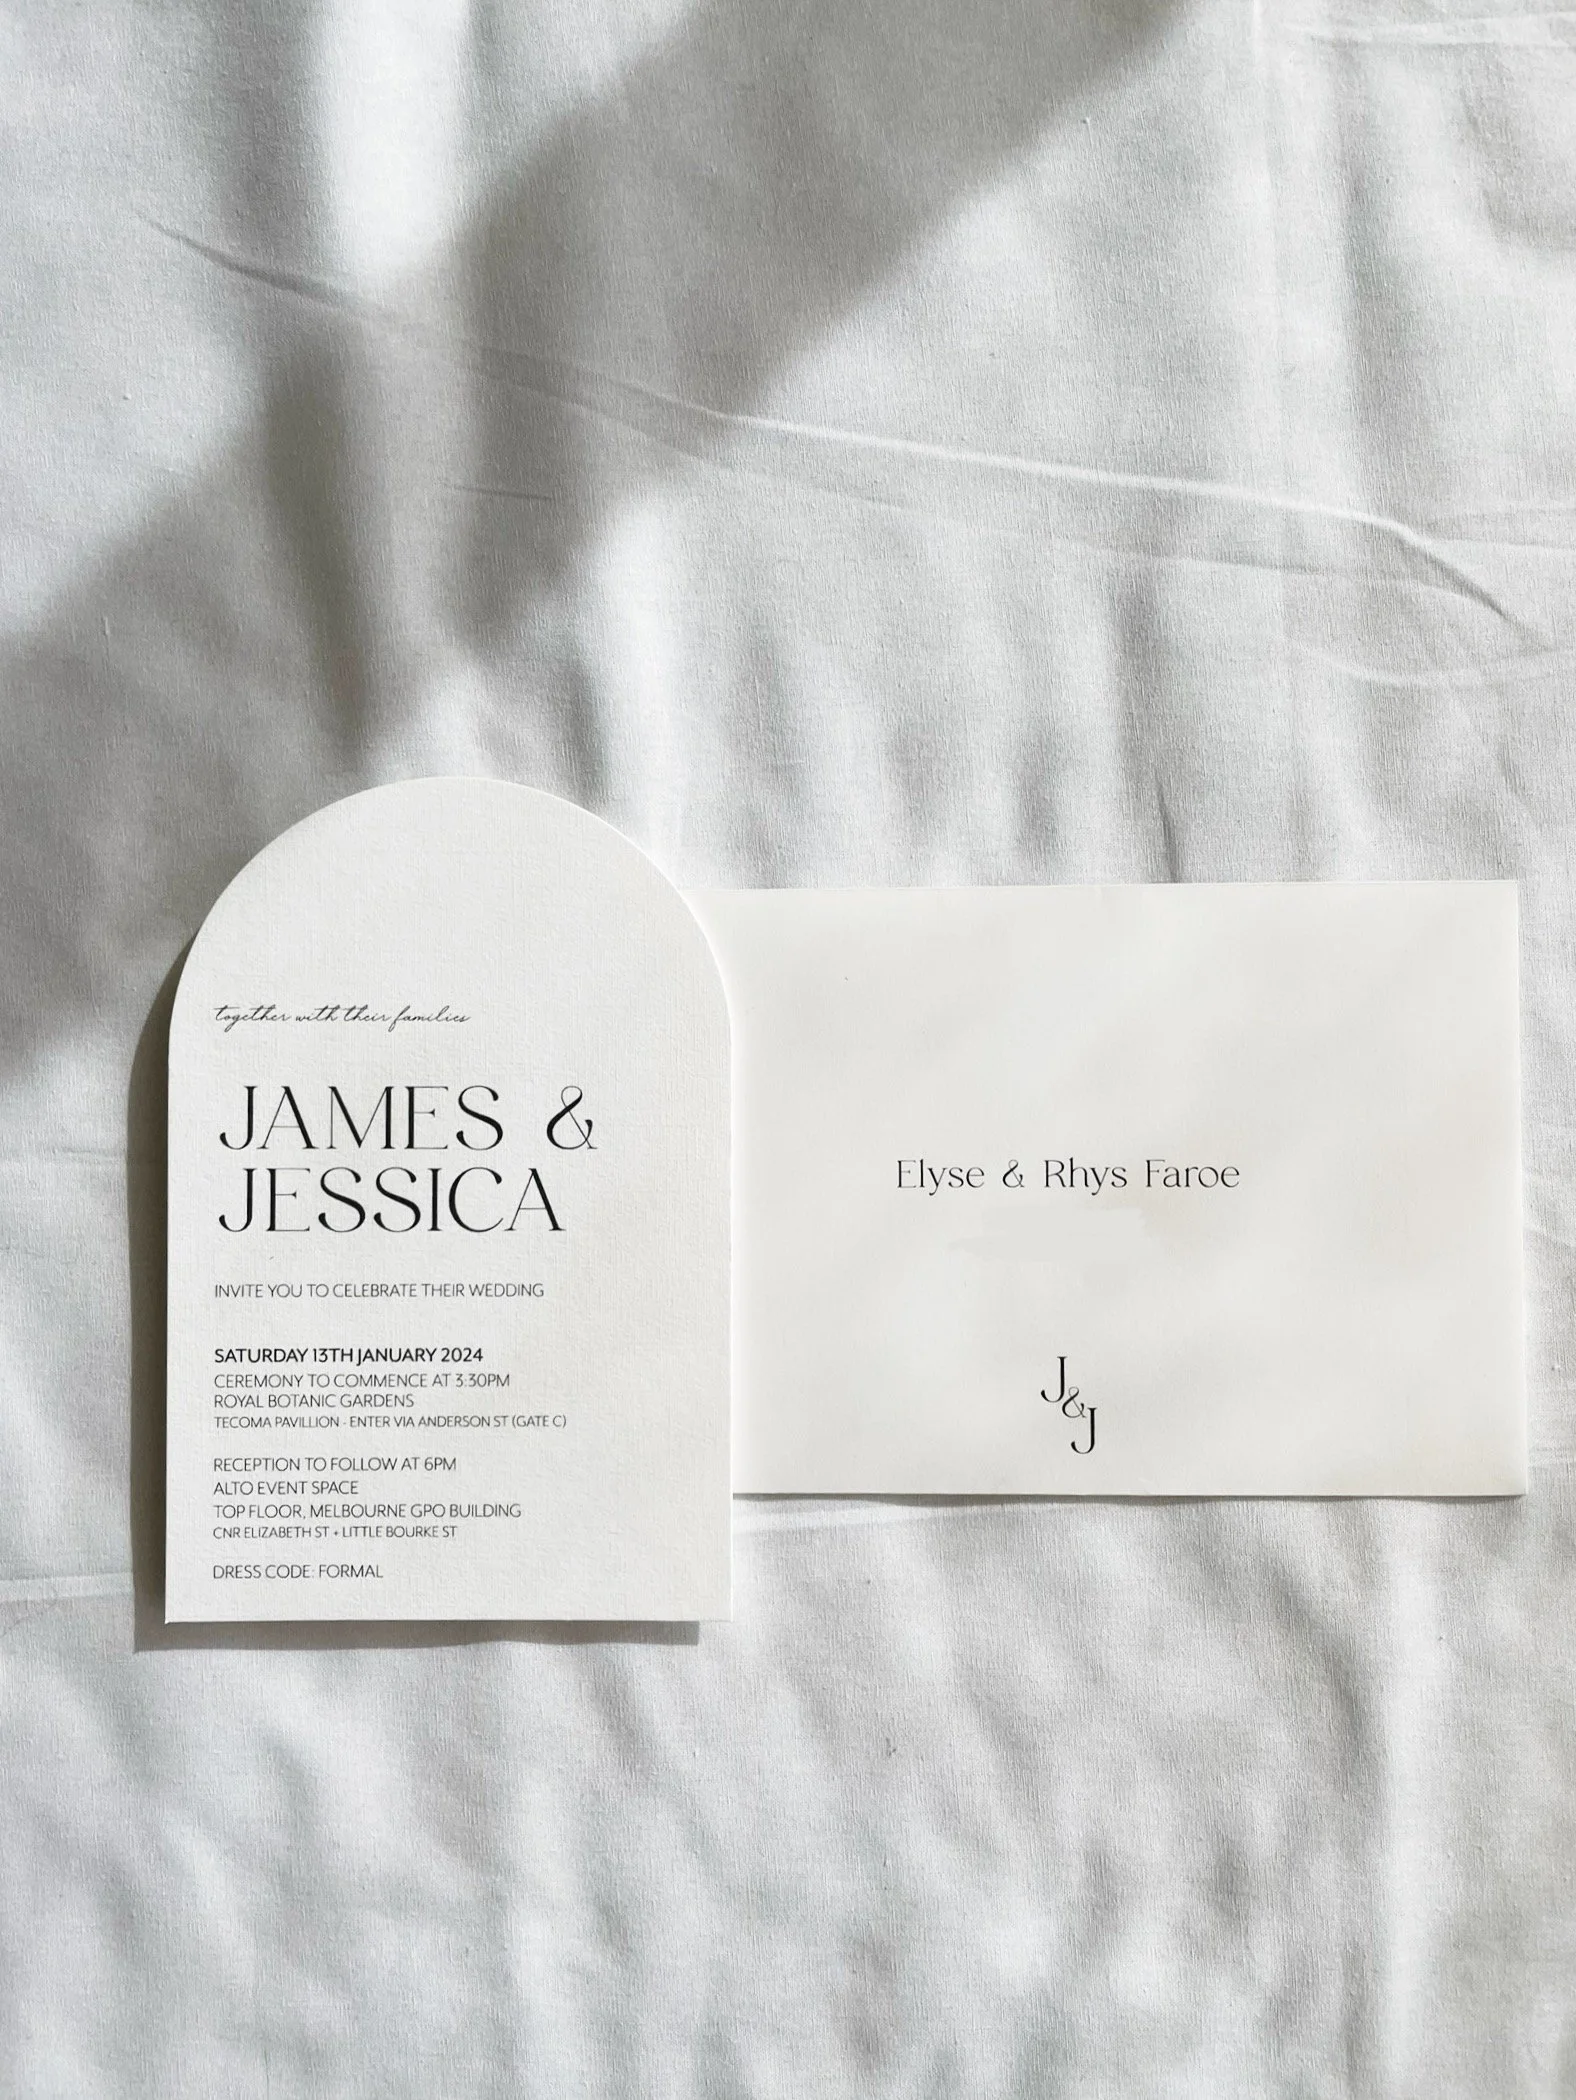 together with their families
JAMES &
JESSICA
INVITE YOU TO CELEBRATE THEIR WEDDING
SATURDAY 13TH JANUARY 2024
CEREMONY TO COMMENCE AT 3:30PM
ROYAL BOTANIC GARDENS
TECOMA PAVILLION - ENTER VIA ANDERSON ST (GATE C)
RECEPTION TO FOLLOW AT 6PM
ALTO EVENT SPACE
TOP FLOOR, MELBOURNE GPO BUILDING
CNR ELIZABETH ST + LITTLE BOURKE ST
DRESS CODE: FORMAL
Elyse & Rhys Faroe
J
&
J